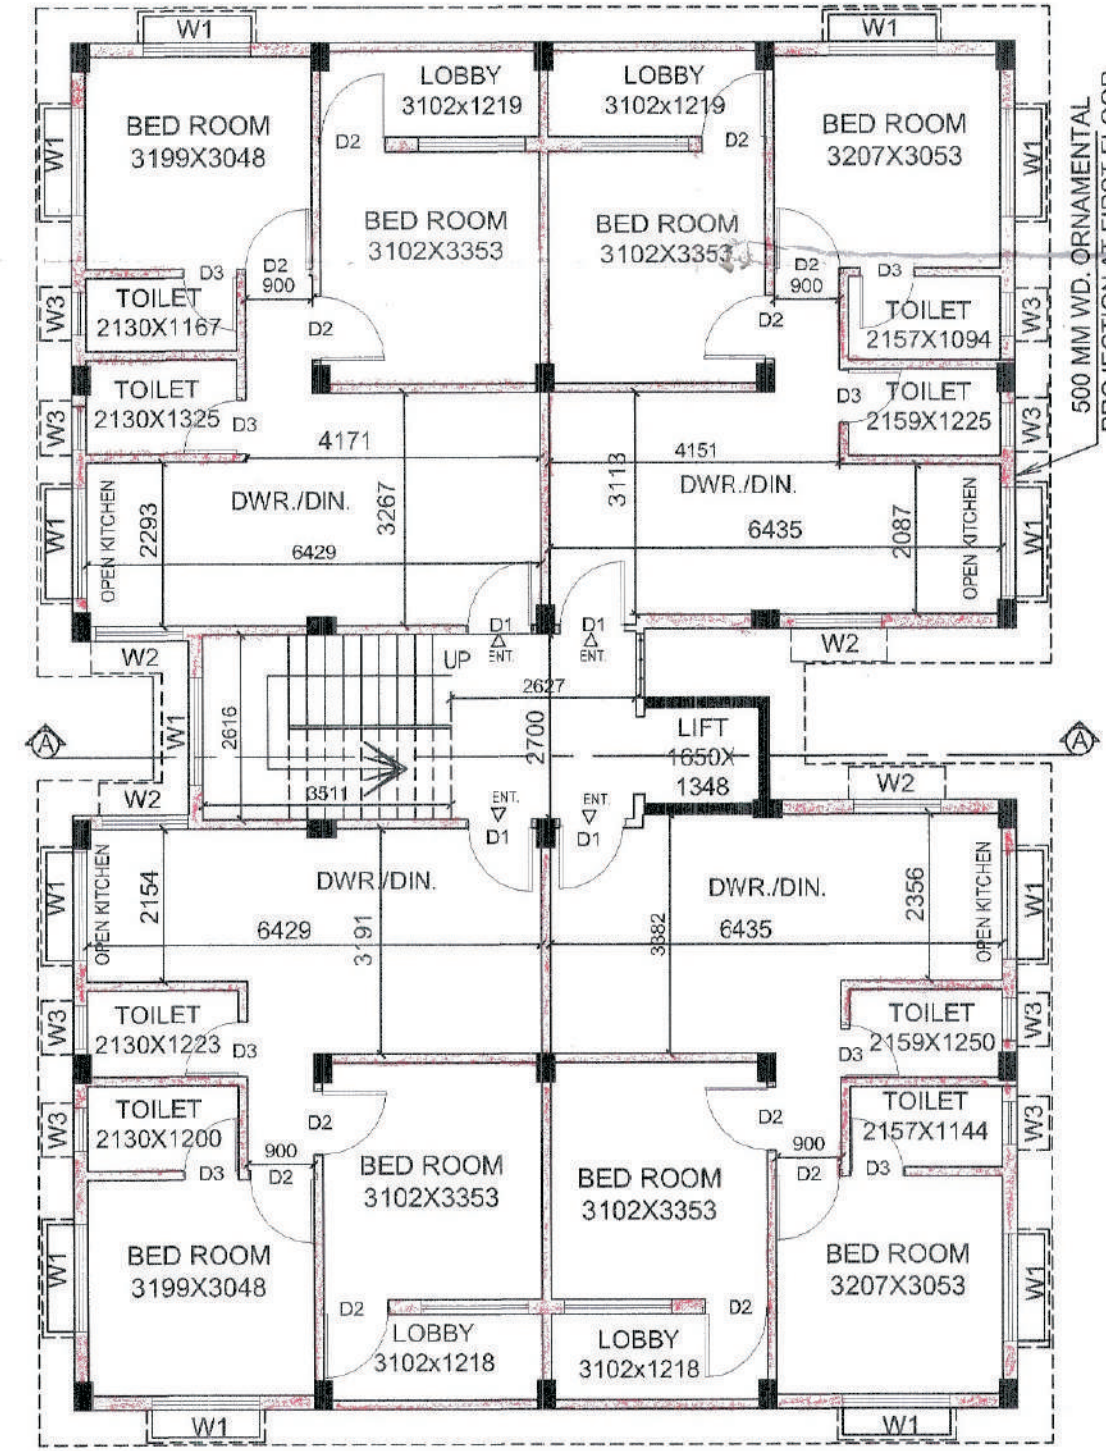 W1
W1
LOBBY
3102x1219
LOBBY
3102x1219
BED ROOM
3199X3048
BED ROOM
3207X3053
W1
W1
D2
D2
BED ROOM
3102X3353
BED ROOM
3102X3353
500 MM WD. ORNAMENTAL
PROJECTION AT FIRST FLOOR
D3
D2
900
D2
900
D3
W3
TOILET
2130X1167
D2
D2
TOILET
2157X1094
W3
W3
TOILET
2130X1325
D3
D3
TOILET
2159X1225
W3
4171
4151
W1
OPEN KITCHEN
2293
DWR./DIN.
3267
6429
3113
DWR./DIN.
6435
2087
OPEN KITCHEN
W1
D1
ENT.
D1
ENT.
W2
UP
W2
2627
W1
2616
2700
LIFT
1650X
1348
A
A
3511
W2
W2
ENT.
D1
ENT.
D1
W1
OPEN KITCHEN
2154
DWR./DIN.
6429
3191
DWR./DIN.
3382
6435
2356
OPEN KITCHEN
W1
W3
TOILET
2130X1223
D3
D3
TOILET
2159X1250
W3
W3
TOILET
2130X1200
D2
D2
TOILET
2157X1144
W3
D3
900
D2
900
D2
D3
BED ROOM
3102X3353
BED ROOM
3102X3353
W1
BED ROOM
3199X3048
BED ROOM
3207X3053
W1
D2
D2
LOBBY
3102x1218
LOBBY
3102x1218
W1
W1